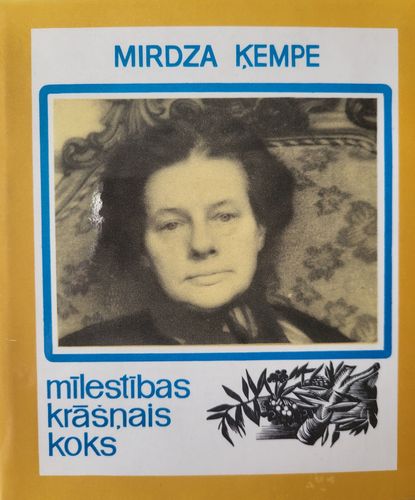 MIRDZA ĶEMPE
mīlestības
krāšņais
koks